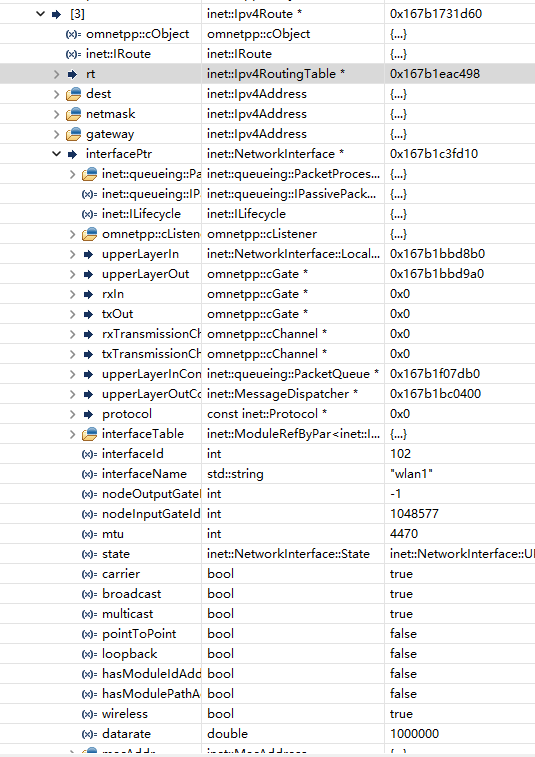 [3] inet::Ipv4Route * 0x167b1731d60
(x)= omnetpp::cObject omnetpp::cObject {...}
(x)= inet::IRoute inet::IRoute {...}
rt inet::Ipv4RoutingTable * 0x167b1eac498
dest inet::Ipv4Address {...}
netmask inet::Ipv4Address {...}
gateway inet::Ipv4Address {...}
interfacePtr inet::NetworkInterface * 0x167b1c3fd10
inet::queueing::Pa inet::queueing::PacketProces... {...}
(x)= inet::queueing::IP inet::queueing::IPassivePack... {...}
(x)= inet::ILifecycle inet::ILifecycle {...}
omnetpp::cListen omnetpp::cListener {...}
upperLayerIn inet::NetworkInterface::Local... 0x167b1bbd8b0
upperLayerOut omnetpp::cGate * 0x167b1bbd9a0
rxIn omnetpp::cGate * 0x0
txOut omnetpp::cGate * 0x0
rxTransmissionCh omnetpp::cChannel * 0x0
txTransmissionCh omnetpp::cChannel * 0x0
upperLayerInCon inet::queueing::PacketQueue * 0x167b1f07db0
upperLayerOutCo inet::MessageDispatcher * 0x167b1bc0400
protocol const inet::Protocol * 0x0
interfaceTable inet::ModuleRefByPar<inet::I... {...}
(x)= interfaceId int 102
(x)= interfaceName std::string "wlan1"
(x)= nodeOutputGateI int -1
(x)= nodeInputGateId int 1048577
(x)= mtu int 4470
(x)= state inet::NetworkInterface::State inet::NetworkInterface::U
(x)= carrier bool true
(x)= broadcast bool true
(x)= multicast bool true
(x)= pointToPoint bool false
(x)= loopback bool false
(x)= hasModuleIdAdd bool false
(x)= hasModulePathA bool false
(x)= wireless bool true
(x)= datarate double 1000000
macAddr inet::MacAddress {...}